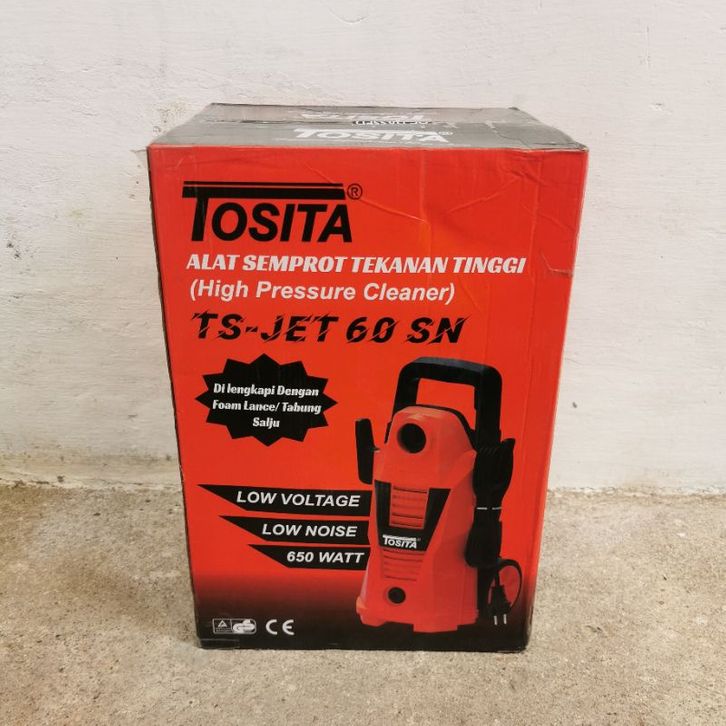 TOSITA®
TOSITA®
ALAT SEMPROT TEKANAN TINGGI
(High Pressure Cleaner)
TS-JET 60 SN
Di lengkapi Dengan
Foam Lance/ Tabung
Salju
LOW VOLTAGE
LOW NOISE
650 WATT
TOSITA
CE